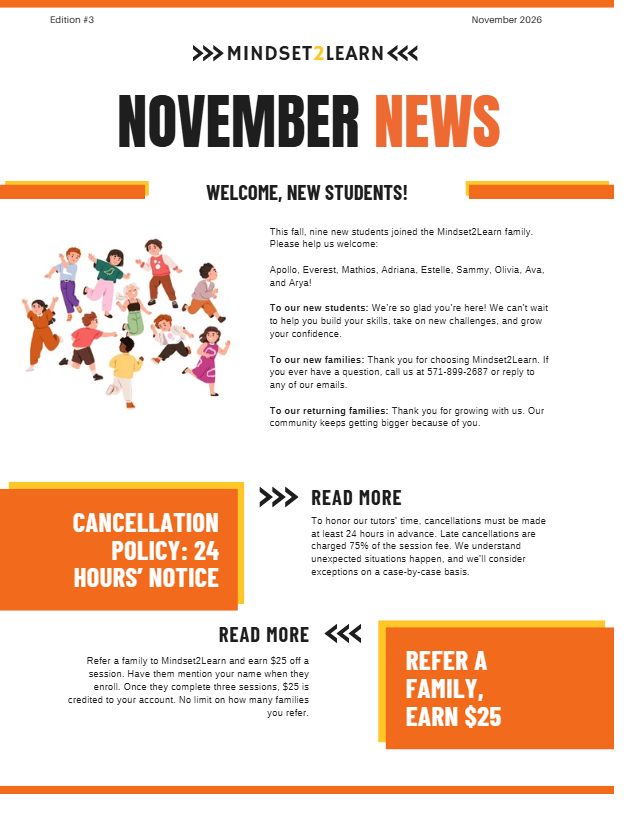 Edition #3
November 2026
MINDSET2LEARN
NOVEMBER NEWS
WELCOME, NEW STUDENTS!
This fall, nine new students joined the Mindset2Learn family.
Please help us welcome:
Apollo, Everest, Mathios, Adriana, Estelle, Sammy, Olivia, Ava,
and Arya!
To our new students: We're so glad you're here! We can't wait
to help you build your skills, take on new challenges, and grow
your confidence.
To our new families: Thank you for choosing Mindset2Learn. If
you ever have a question, call us at 571-899-2687 or reply to
any of our emails.
To our returning families: Thank you for growing with us. Our
community keeps getting bigger because of you.
CANCELLATION
POLICY: 24
HOURS' NOTICE
READ MORE
To honor our tutors' time, cancellations must be made
at least 24 hours in advance. Late cancellations are
charged 75% of the session fee. We understand
unexpected situations happen, and we'll consider
exceptions on a case-by-case basis.
READ MORE
Refer a family to Mindset2Learn and earn $25 off a
session. Have them mention your name when they
enroll. Once they complete three sessions, $25 is
credited to your account. No limit on how many families
you refer.
REFER A
FAMILY,
EARN $25